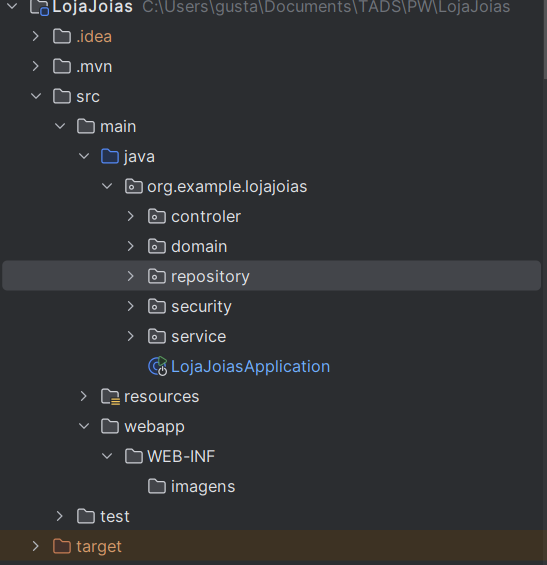 LojaJoias C:\Users\gusta\Documents\TADS\PW\LojaJoias
.idea
.mvn
src
main
java
org.example.lojajoias
controler
domain
repository
security
service
LojaJoiasApplication
resources
webapp
WEB-INF
imagens
test
target